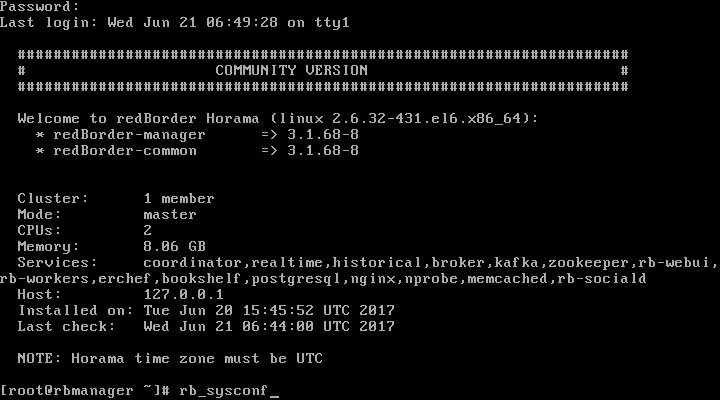 Password:
Last login: Wed Jun 21 06:49:28 on tty1
####################################################################
# COMMUNITY VERSION #
####################################################################
Welcome to redBorder Horama (linux 2.6.32-431.el6.x86_64):
* redBorder-manager => 3.1.68-8
* redBorder-common => 3.1.68-8
Cluster: 1 member
Mode: master
CPUs: 2
Memory: 8.06 GB
Services: coordinator,realtime,historical,broker,kafka,zookeeper,rb-webui,
rb-workers,erchef,bookshelf,postgresql,nginx,nprobe,memcached,rb-sociald
Host: 127.0.0.1
Installed on: Tue Jun 20 15:45:52 UTC 2017
Last check: Wed Jun 21 06:44:00 UTC 2017
NOTE: Horama time zone must be UTC
[root@rbmanager ~]# rb_sysconf_